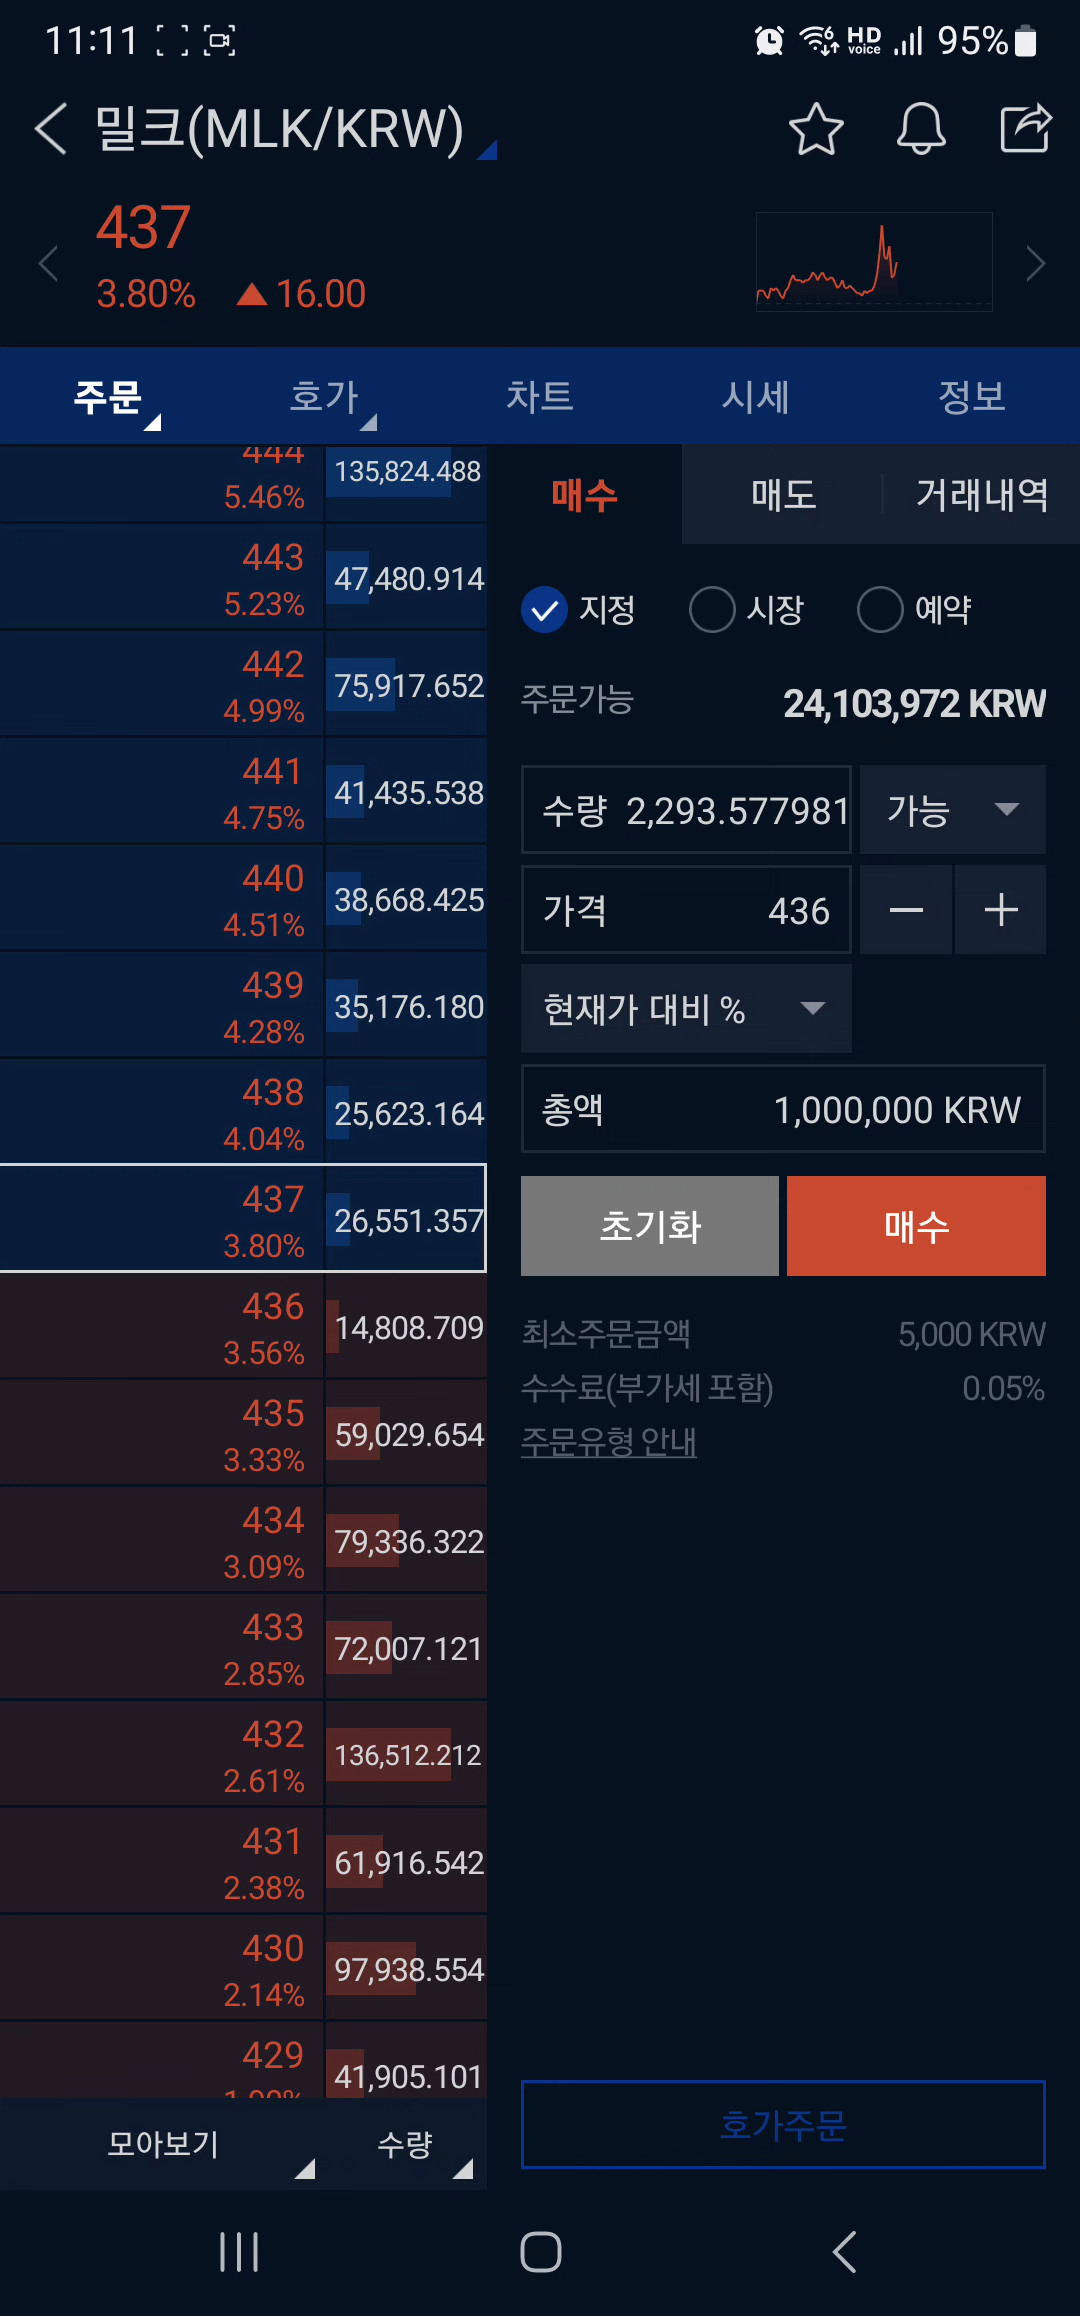 11:11 6 HD voice 95%
밀크(MLK/KRW)
437
3.80% ▲ 16.00
주문 호가 차트 시세 정보
444 135,824.488
5.46%
443 47,480.914
5.23%
442 75,917.652
4.99%
441 41,435.538
4.75%
440 38,668.425
4.51%
439 35,176.180
4.28%
438 25,623.164
4.04%
437 26,551.357
3.80%
436 14,808.709
3.56%
435 59,029.654
3.33%
434 79,336.322
3.09%
433 72,007.121
2.85%
432 136,512.212
2.61%
431 61,916.542
2.38%
430 97,938.554
2.14%
429 41,905.101
모아보기 수량
매수 매도 거래내역
지정 시장 예약
주문가능 24,103,972 KRW
수량 2,293.577981 가능
가격 436 − +
현재가 대비 %
총액 1,000,000 KRW
초기화 매수
최소주문금액 5,000 KRW
수수료(부가세 포함) 0.05%
주문유형 안내
호가주문